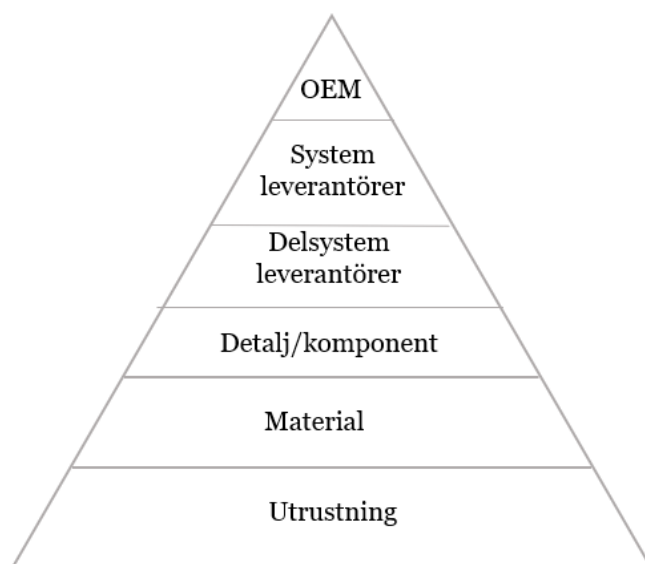 OEM
System
leverantörer
Delsystem
leverantörer
Detalj/komponent
Material
Utrustning